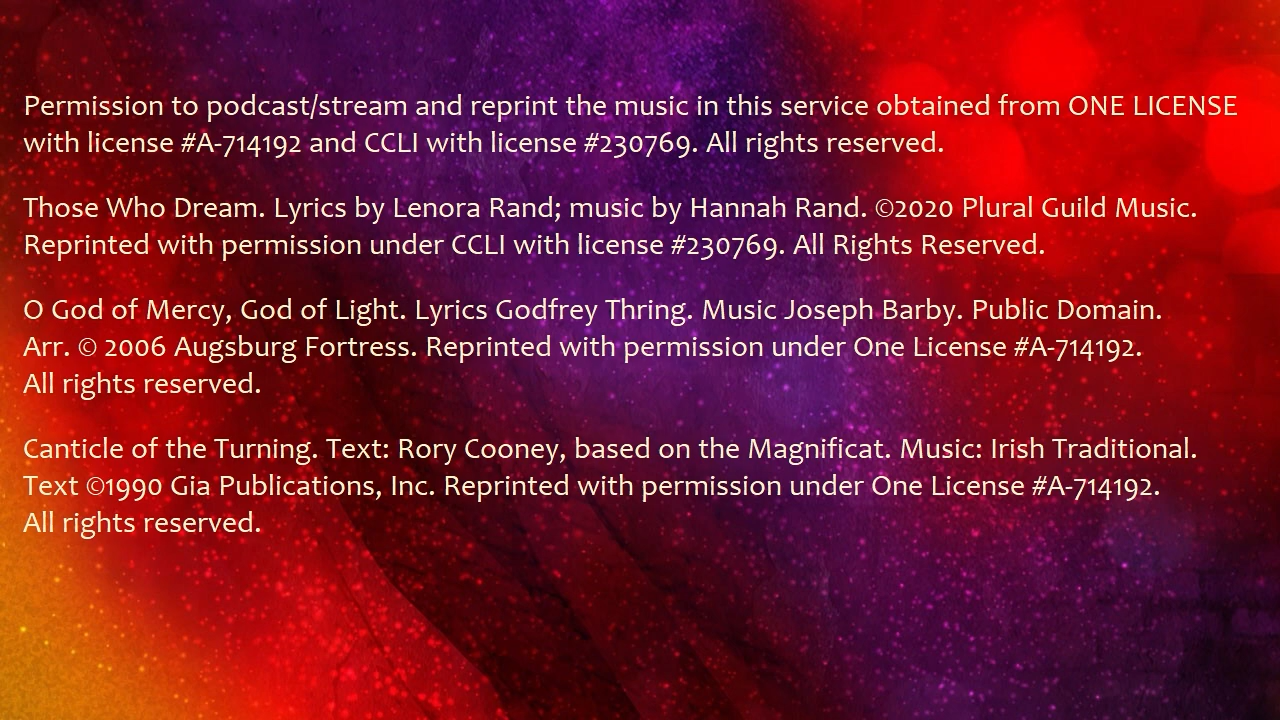 Permission to podcast/stream and reprint the music in this service obtained from ONE LICENSE
with license #A-714192 and CCLI with license #230769. All rights reserved.
Those Who Dream. Lyrics by Lenora Rand; music by Hannah Rand. ©2020 Plural Guild Music.
Reprinted with permission under CCLI with license #230769. All Rights Reserved.
O God of Mercy, God of Light. Lyrics Godfrey Thring. Music Joseph Barby. Public Domain.
Arr. © 2006 Augsburg Fortress. Reprinted with permission under One License #A-714192.
All rights reserved.
Canticle of the Turning. Text: Rory Cooney, based on the Magnificat. Music: Irish Traditional.
Text ©1990 Gia Publications, Inc. Reprinted with permission under One License #A-714192.
All rights reserved.